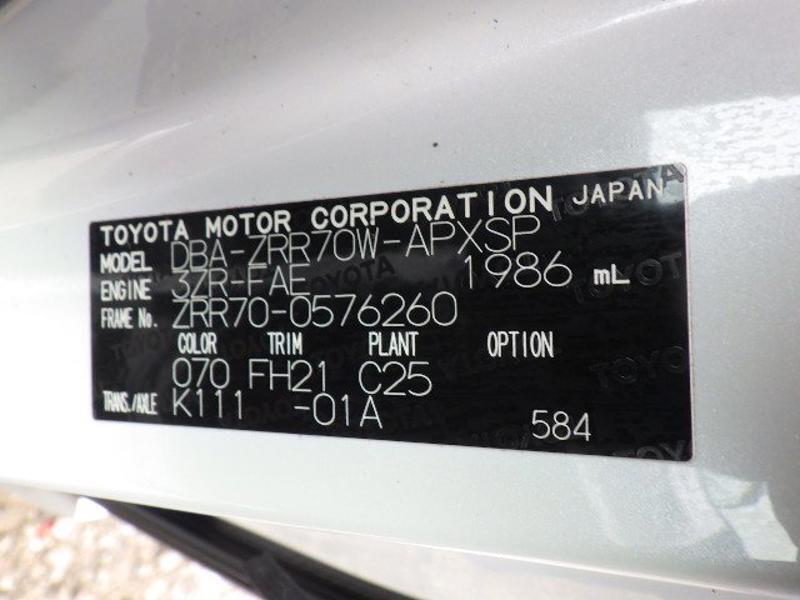 TOYOTA MOTOR CORPORATION JAPAN
MODEL DBA-ZRR70W-APXSP
ENGINE 3ZR-FAE 1986 mL
FRAME No. ZRR70-0576260
COLOR TRIM PLANT OPTION
070 FH21 C25
TRANS./AXLE K111 -01A 584